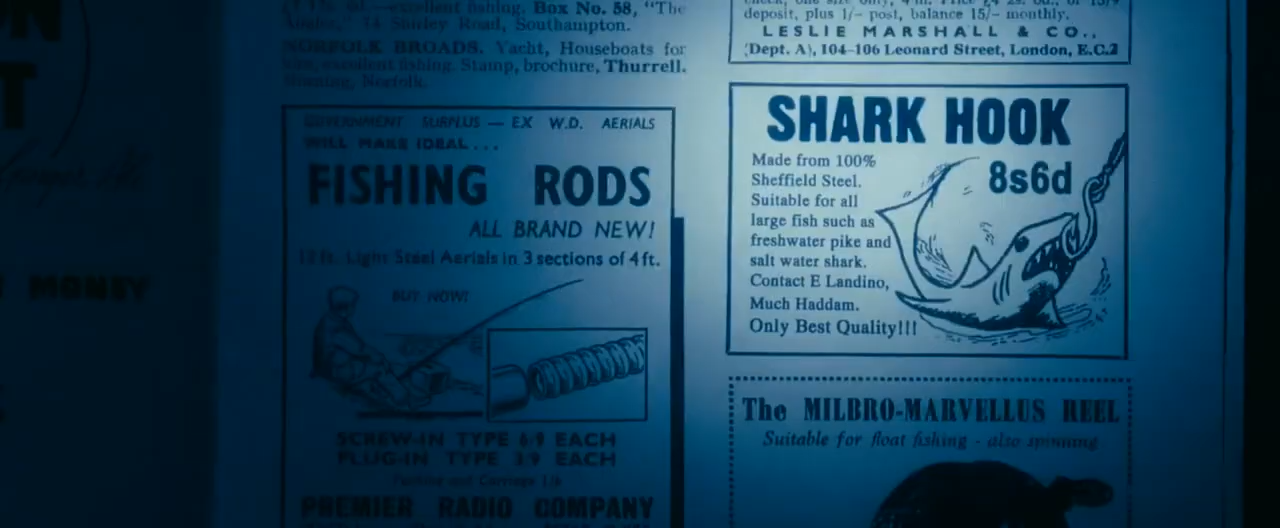 excellent fishing. Box No. 58, "The
Angler," 74 Shirley Road, Southampton.
NORFOLK BROADS. Yacht, Houseboats for
excellent fishing. Stamp, brochure, Thurrell.
Norfolk.
GOVERNMENT SURPLUS — EX W.D. AERIALS
WILL MAKE IDEAL...
FISHING RODS
ALL BRAND NEW!
12 ft. Light Steel Aerials in 3 sections of 4 ft.
BUY NOW!
SCREW-IN TYPE 4/9 EACH
PLUG-IN TYPE 3/9 EACH
PREMIER RADIO COMPANY
deposit, plus 1/- post, balance 15/- monthly.
LESLIE MARSHALL & CO.,
(Dept. A), 104-106 Leonard Street, London, E.C.2
SHARK HOOK
8s6d
Made from 100%
Sheffield Steel.
Suitable for all
large fish such as
freshwater pike and
salt water shark.
Contact E Landino,
Much Haddam.
Only Best Quality!!!
The MILBRO-MARVELLUS REEL
Suitable for float fishing - also spinning
MONEY